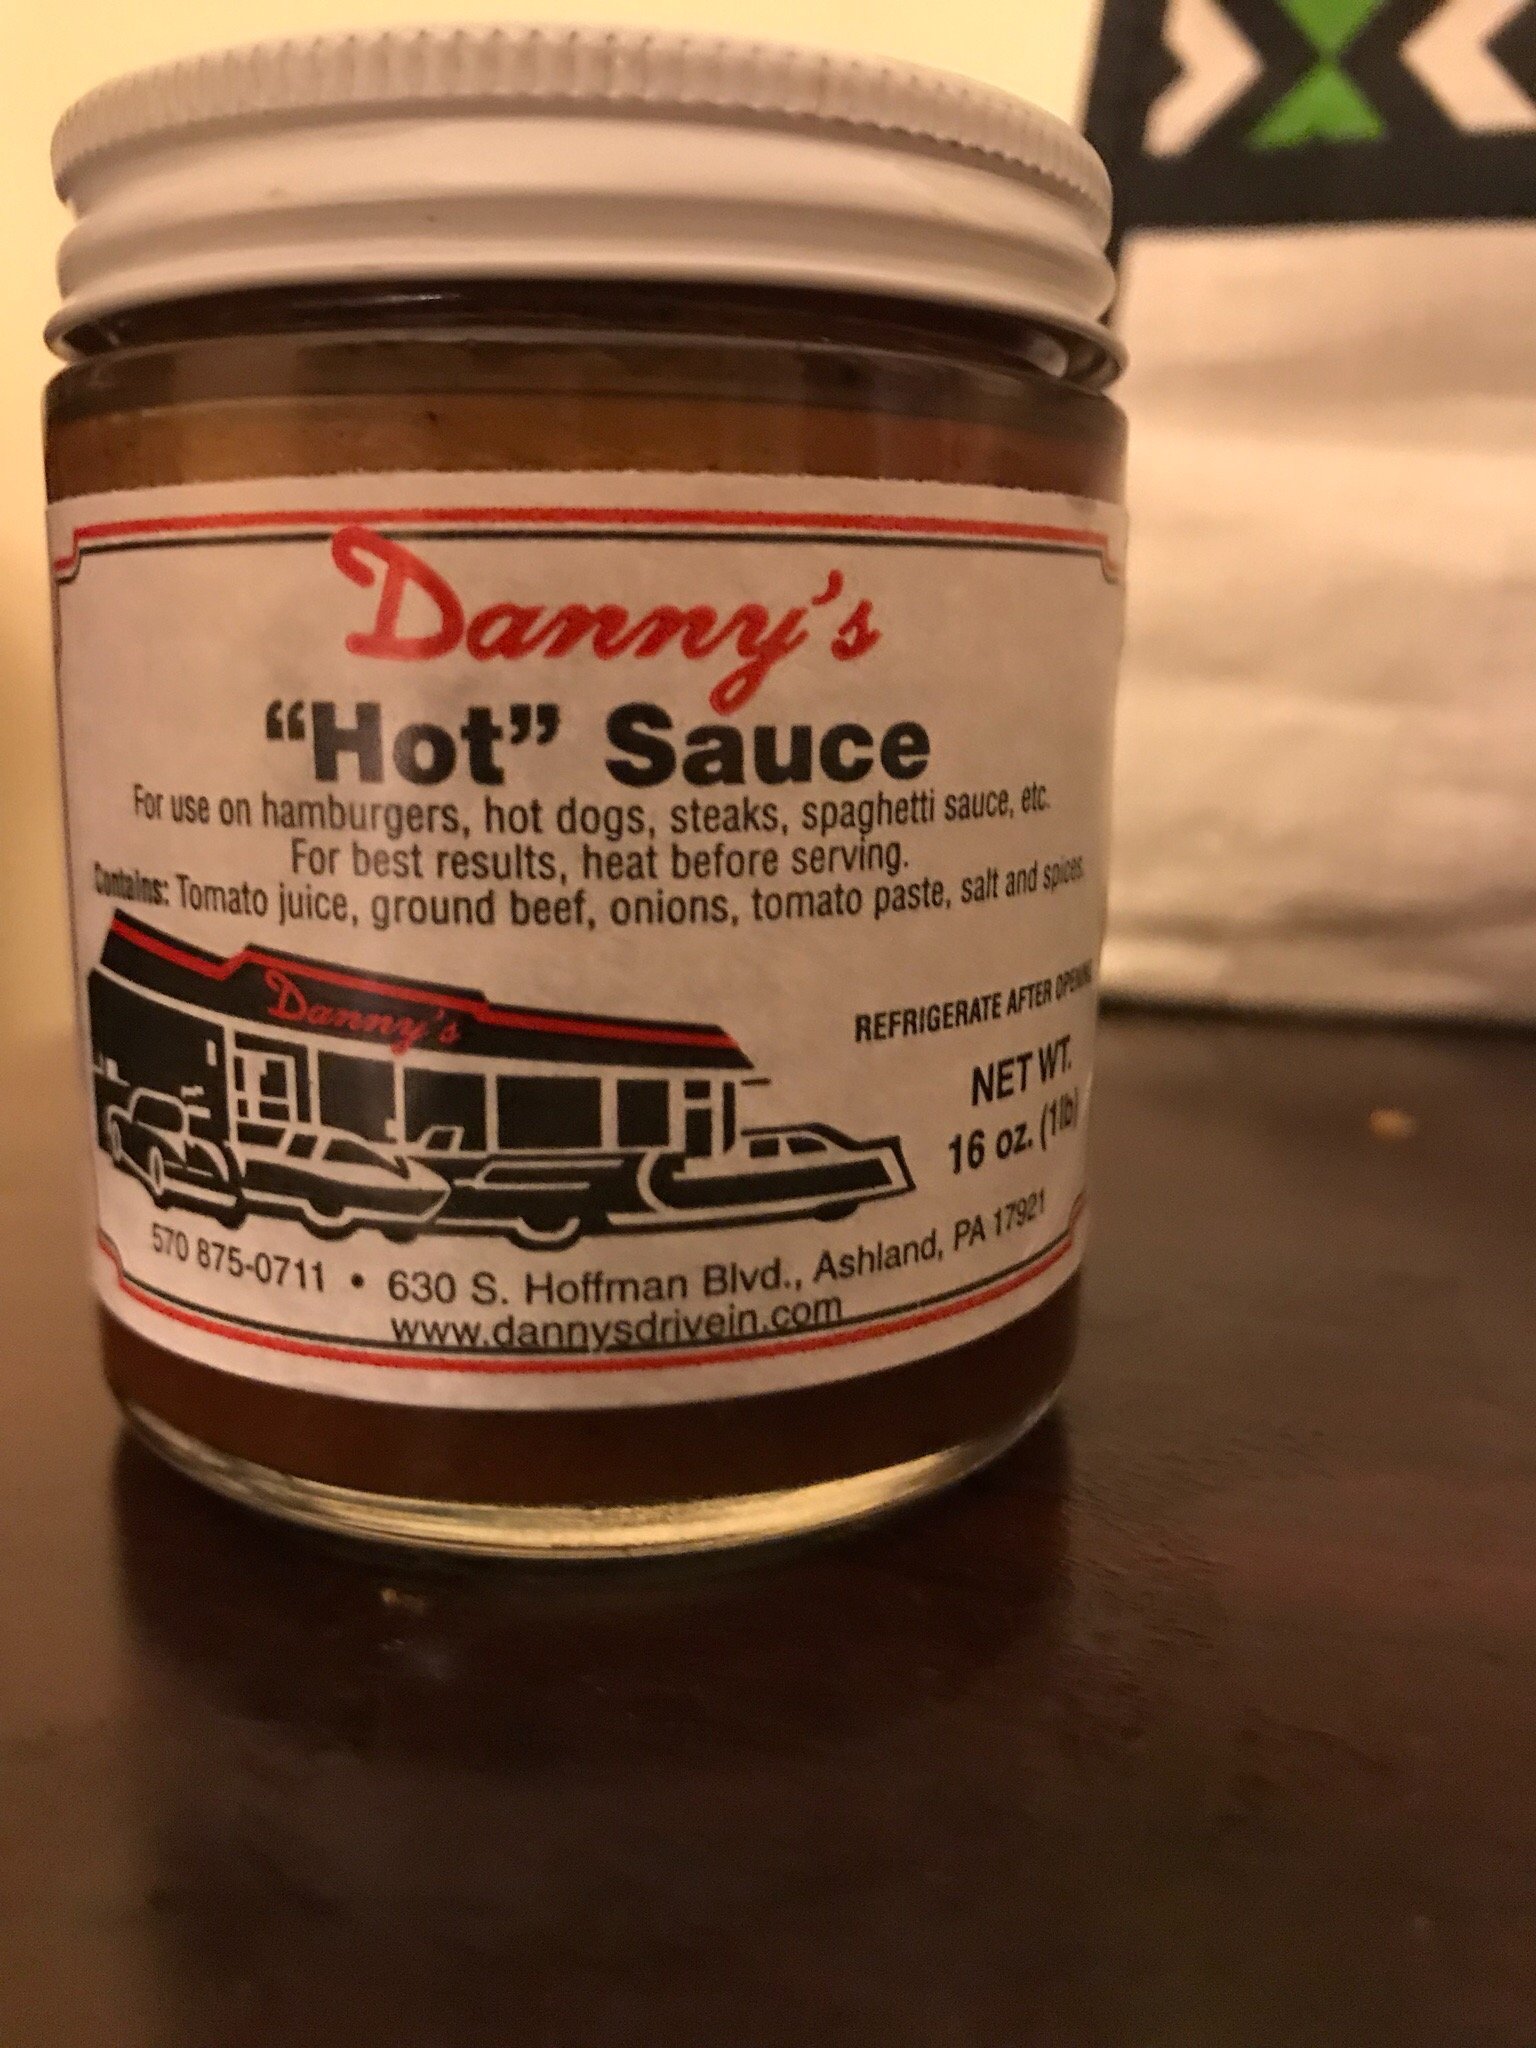 Danny's
“Hot” Sauce
For use on hamburgers, hot dogs, steaks, spaghetti sauce, etc.
For best results, heat before serving.
Contains: Tomato juice, ground beef, onions, tomato paste, salt and spices.
Danny's
REFRIGERATE AFTER OPENING
NET WT.
16 oz. (1lb)
570 875-0711 • 630 S. Hoffman Blvd., Ashland, PA 17921
www.dannysdrivein.com